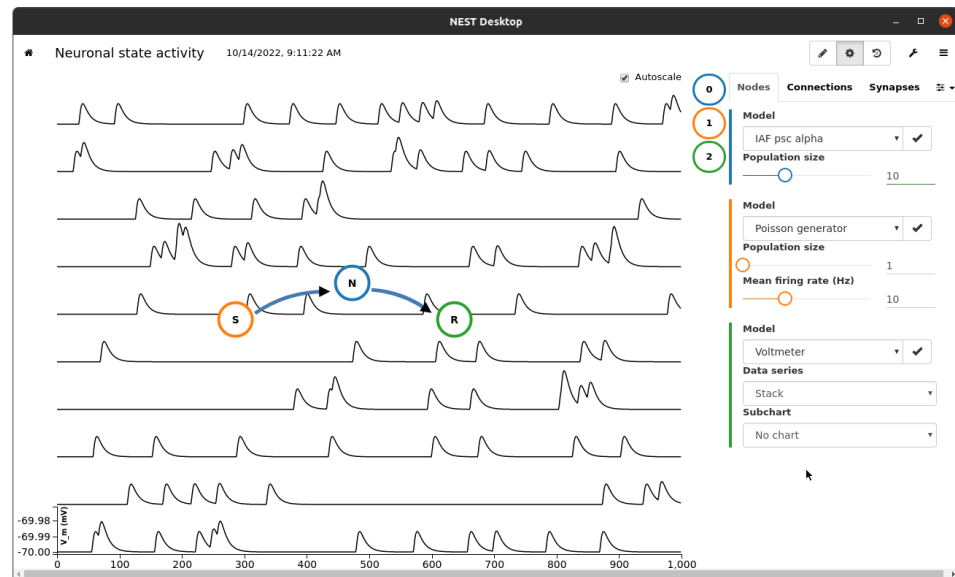 NEST Desktop
Neuronal state activity 10/14/2022, 9:11:22 AM
Autoscale
0
1
2
Nodes Connections Synapses
Model
IAF psc alpha
Population size
10
Model
Poisson generator
Population size
1
Mean firing rate (Hz)
10
Model
Voltmeter
Data series
Stack
Subchart
No chart
S
N
R
V_m (mV)
-69.98
-69.99
-70.00
0 100 200 300 400 500 600 700 800 900 1,000